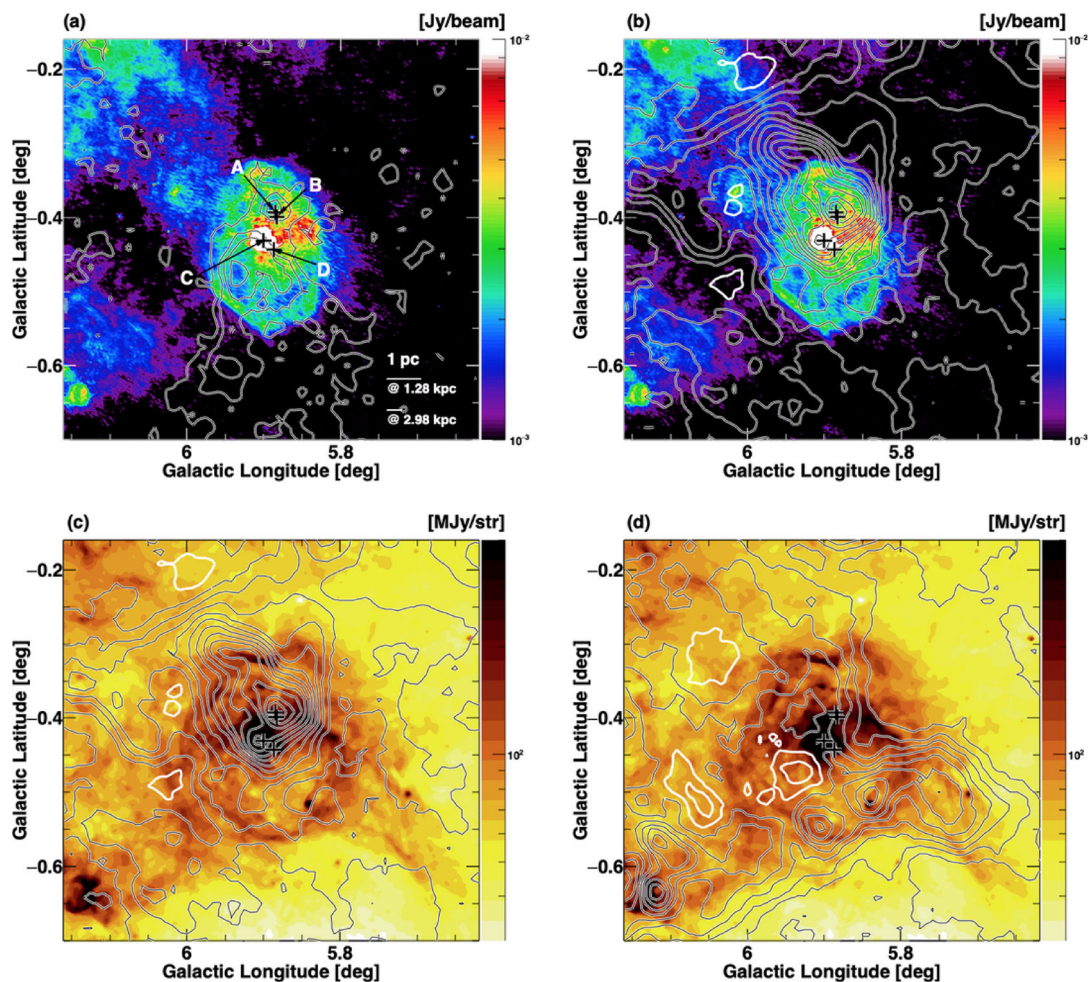 (a) [Jy/beam]
10⁻²
−0.2
−0.4
−0.6
Galactic Latitude [deg]
A
B
C
D
1 pc
@ 1.28 kpc
@ 2.98 kpc
10⁻³
6 5.8
Galactic Longitude [deg]
(b) [Jy/beam]
10⁻²
−0.2
−0.4
−0.6
Galactic Latitude [deg]
10⁻³
6 5.8
Galactic Longitude [deg]
(c) [MJy/str]
−0.2
−0.4
−0.6
Galactic Latitude [deg]
10²
6 5.8
Galactic Longitude [deg]
(d) [MJy/str]
−0.2
−0.4
−0.6
Galactic Latitude [deg]
10²
6 5.8
Galactic Longitude [deg]